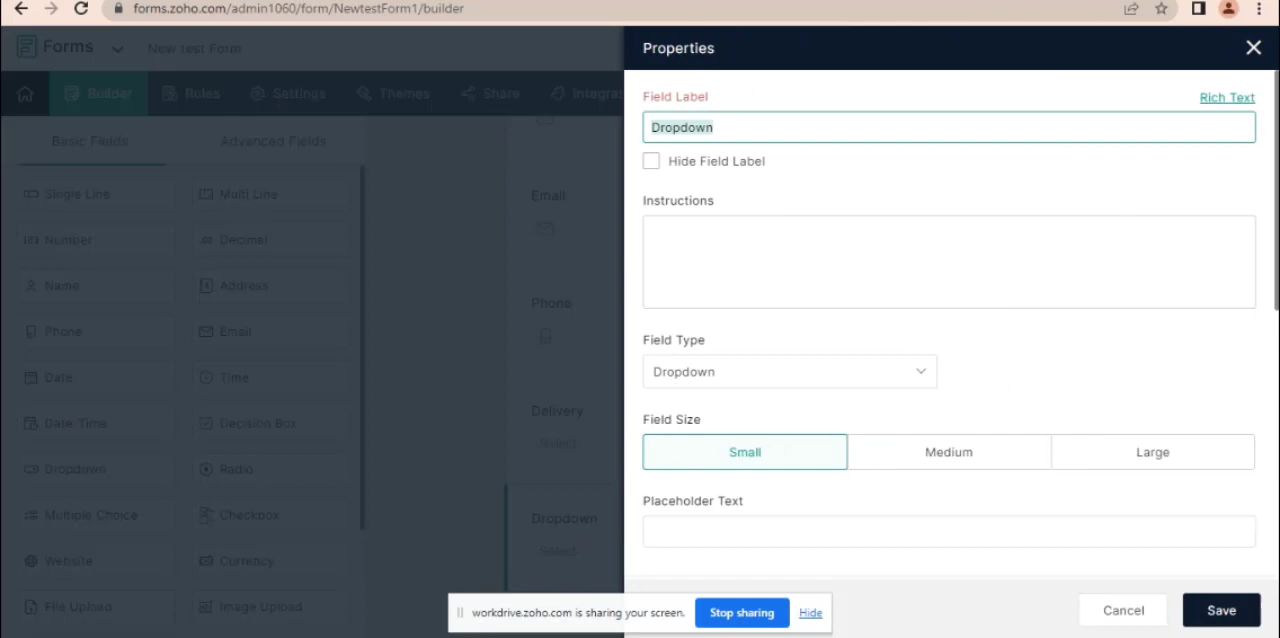 forms.zoho.com/admin1060/form/NewtestForm1/builder
Forms
New test Form
Properties
Builder
Rules
Settings
Themes
Share
Integrat
Basic Fields
Advanced Fields
Single Line
Multi Line
Number
Decimal
Name
Address
Phone
Email
Date
Time
Date-Time
Decision Box
Dropdown
Radio
Multiple Choice
Checkbox
Website
Currency
File Upload
Image Upload
Email
Phone
Delivery
Select
Dropdown
Select
Field Label
Rich Text
Dropdown
Hide Field Label
Instructions
Field Type
Dropdown
Field Size
Small
Medium
Large
Placeholder Text
workdrive.zoho.com is sharing your screen.
Stop sharing
Hide
Cancel
Save